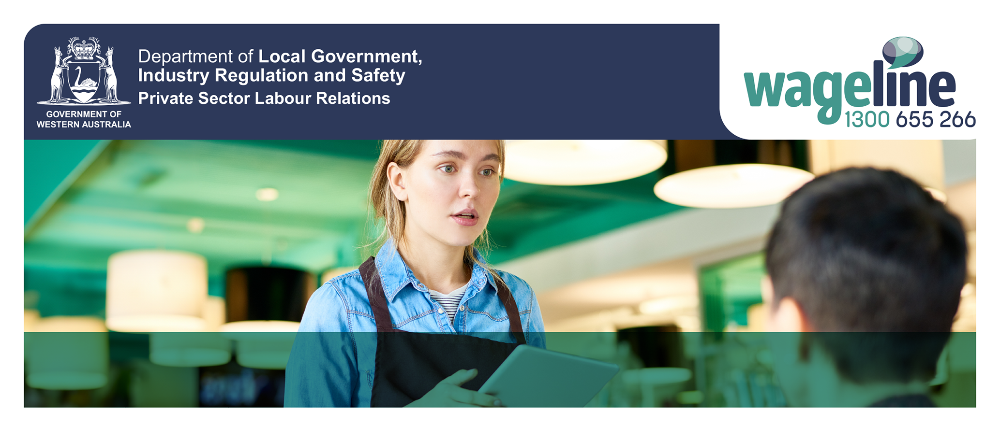 Department of Local Government,
Industry Regulation and Safety
Private Sector Labour Relations
GOVERNMENT OF
WESTERN AUSTRALIA
wageline
1300 655 266